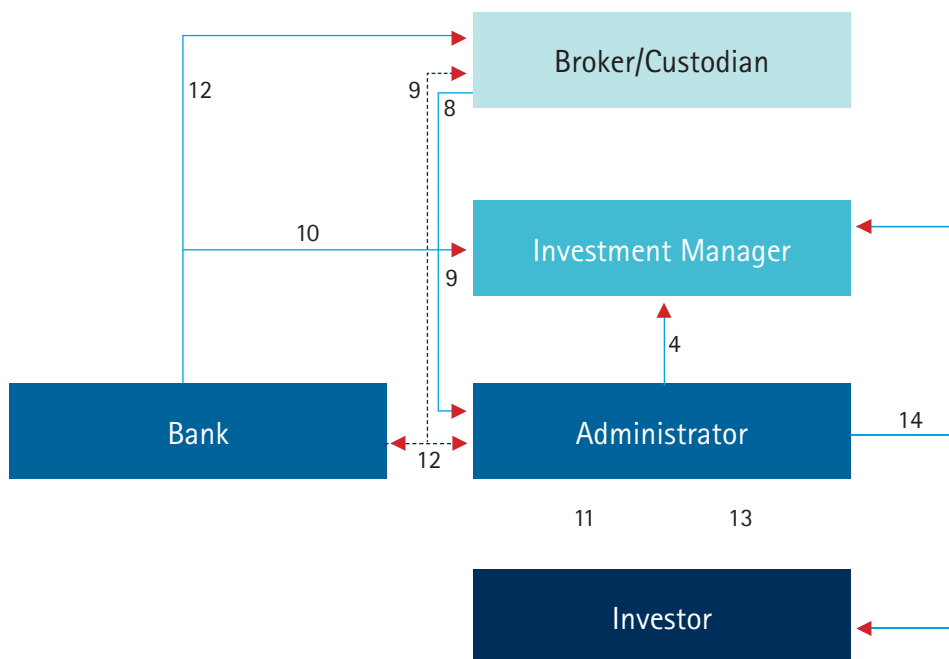 Broker/Custodian
12
9
8
10
Investment Manager
9
4
Bank
Administrator
14
12
11
13
Investor